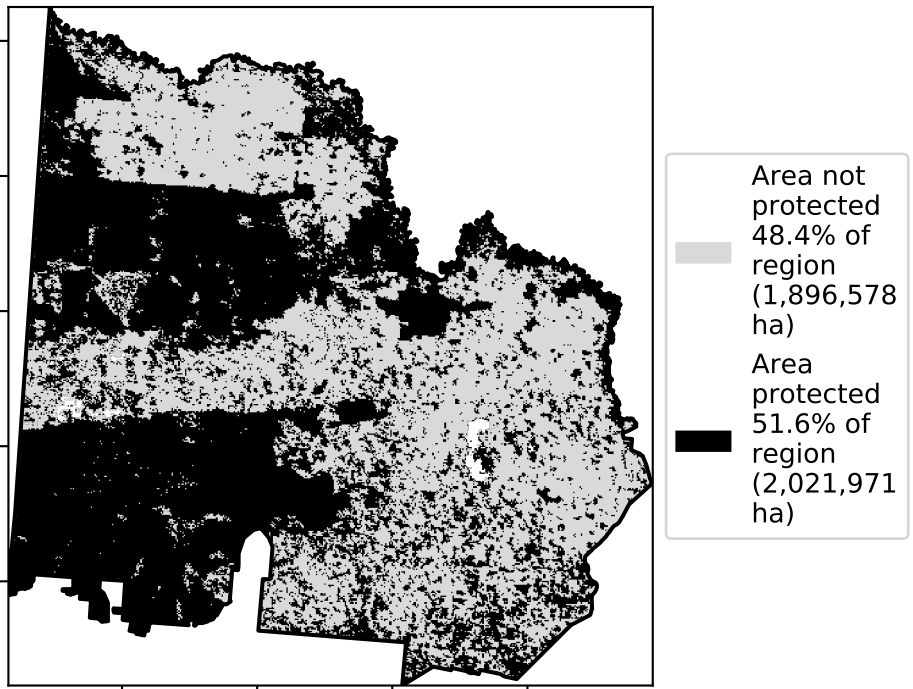 Area not
protected
48.4% of
region
(1,896,578
ha)
Area
protected
51.6% of
region
(2,021,971
ha)